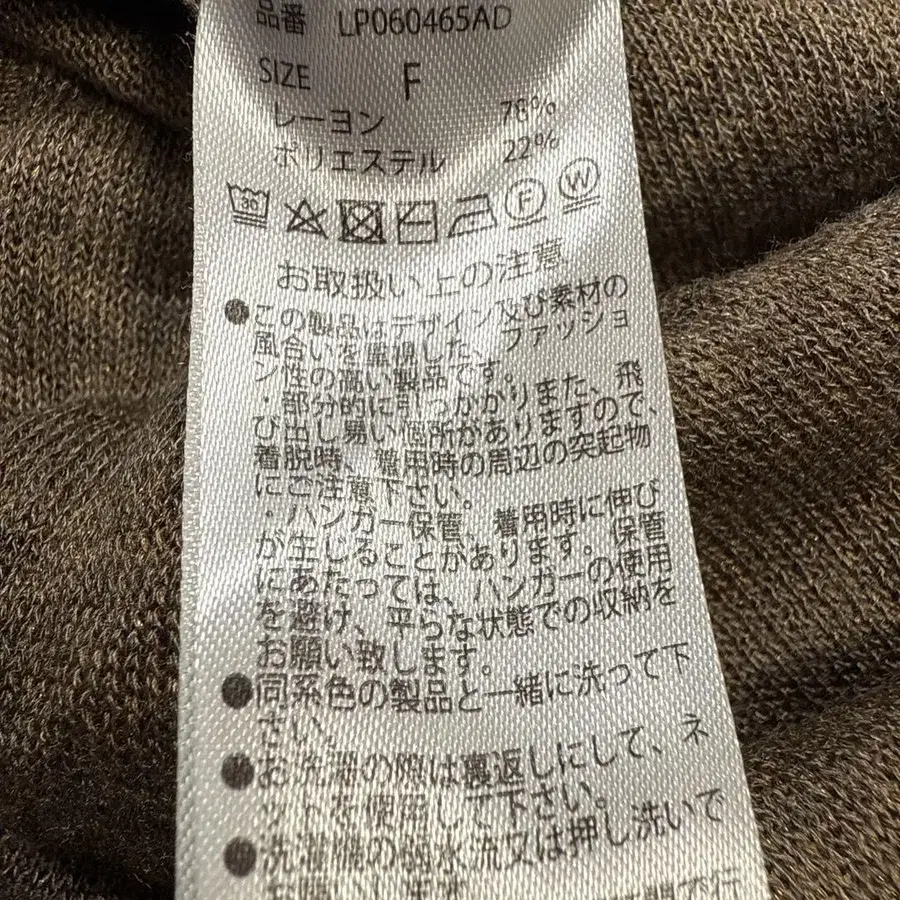 品番 LP060465AD
SIZE F
レーヨン 78%
ポリエステル 22%
30
F
W
お取扱い上の注意
●この製品はデザイン及び素材の
風合いを重視した、ファッショ
ン性の高い製品です。
・部分的に引っかかりまた、飛
び出し易い個所がありますので、
着脱時、着用時の周辺の突起物
にご注意下さい。
・ハンガー保管、着用時に伸び
が生じることがあります。保管
にあたっては、ハンガーの使用
を避け、平らな状態での収納を
お願い致します。
●同系色の製品と一緒に洗って下
さい。
●お洗濯の際は裏返しにして、ネ
ットを使用して下さい。
●洗濯機の弱水流又は押し洗いで